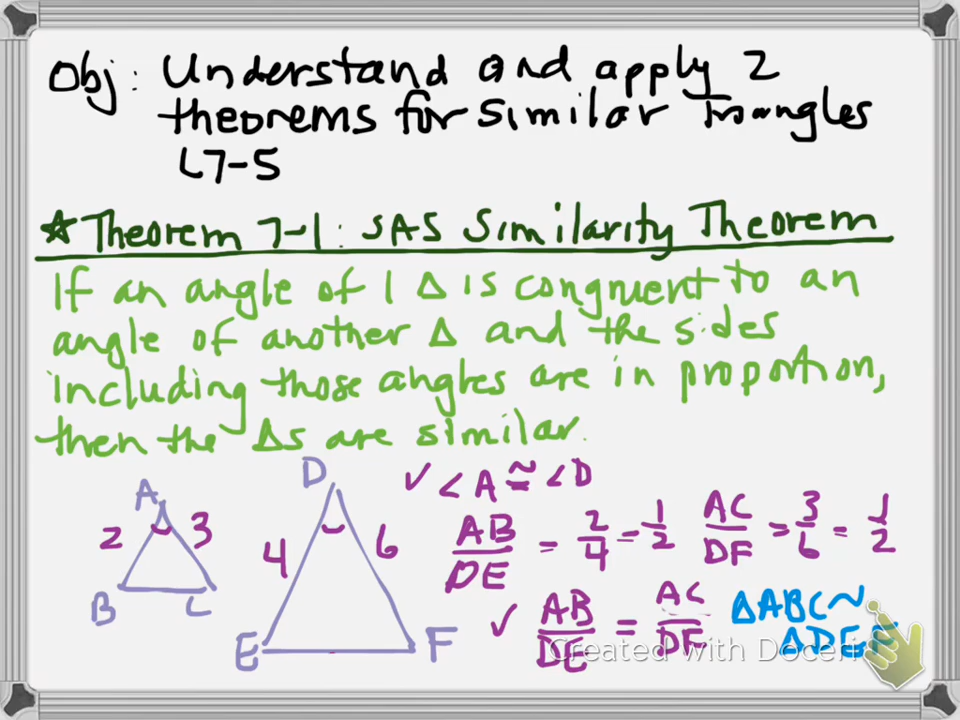 Obj: Understand and apply 2
theorems for Similar Triangles
L7-5
☆Theorem 7-1: SAS Similarity Theorem
If an angle of 1 Δ is congruent to an
angle of another Δ and the sides
including those angles are in proportion,
then the Δs are similar.
A
2 3
B C
D
4 6
E F
✓ ∠A ≅ ∠D
AB/DE = 2/4 = 1/2 AC/DF = 3/6 = 1/2
✓ AB/DE = AC/DF ΔABC ~
ΔDEF
Created with Doceri